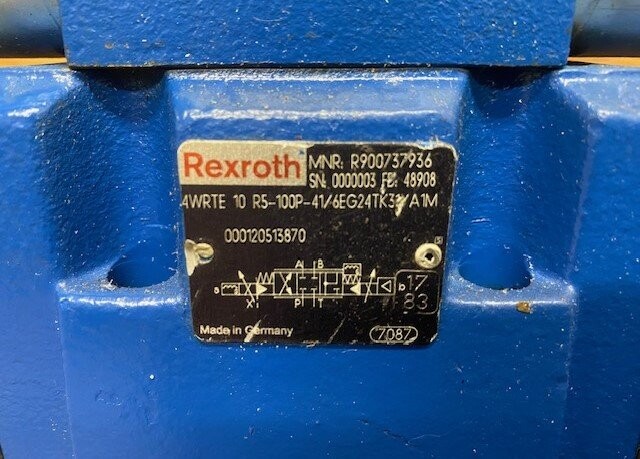 Rexroth
MNR: R900737936
SN: 0000003 FD: 48908
4WRTE 10 R5-100P-41/6EG24TK31/A1M
000120513870
A B
a
b
X P T
17
83
Made in Germany
7087